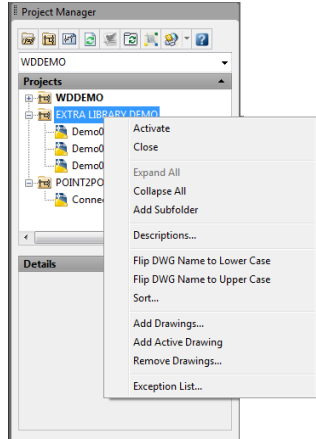 Project Manager
WDDEMO
Projects
WDDEMO
EXTRA LIBRARY DEMO
Demo0
Demo0
Demo0
POINT2PO
Connec
Activate
Close
Expand All
Collapse All
Add Subfolder
Descriptions...
Flip DWG Name to Lower Case
Flip DWG Name to Upper Case
Sort...
Add Drawings...
Add Active Drawing
Remove Drawings...
Exception List...
Details